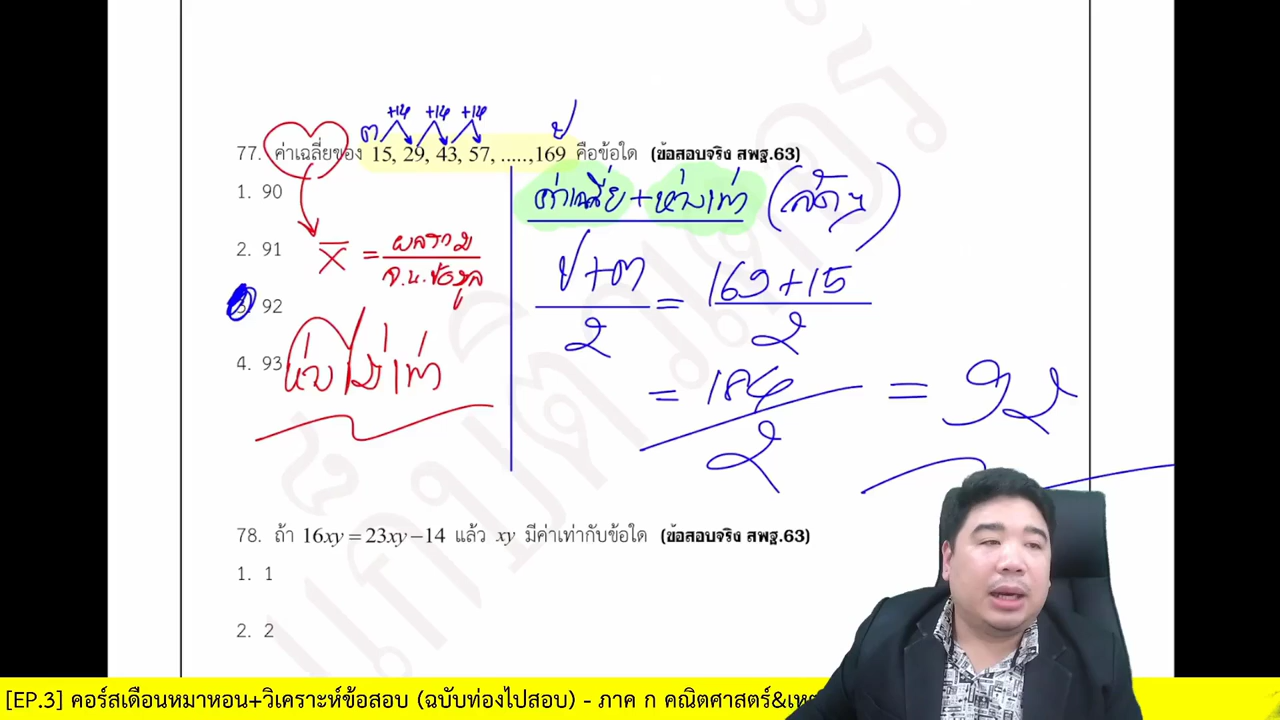 +14 +14 +14
ต ป
77. ค่าเฉลี่ยของ 15, 29, 43, 57, .....,169 คือข้อใด (ข้อสอบจริง สพฐ.63)
1. 90
ค่าเฉลี่ย+ห่างเท่า (ลัดๆ)
2. 91
X̄ = ผลรวม
จ.น.ข้อมูล
ป+ต = 169+15
2 2
3. 92
4. 93
ห่างไม่เท่า
= 184 = 92
2
78. ถ้า 16xy = 23xy−14 แล้ว xy มีค่าเท่ากับข้อใด (ข้อสอบจริง สพฐ.63)
1. 1
2. 2
[EP.3] คอร์สเดือนหมาหอน+วิเคราะห์ข้อสอบ (ฉบับท่องไปสอบ) - ภาค ก คณิตศาสตร์&เห